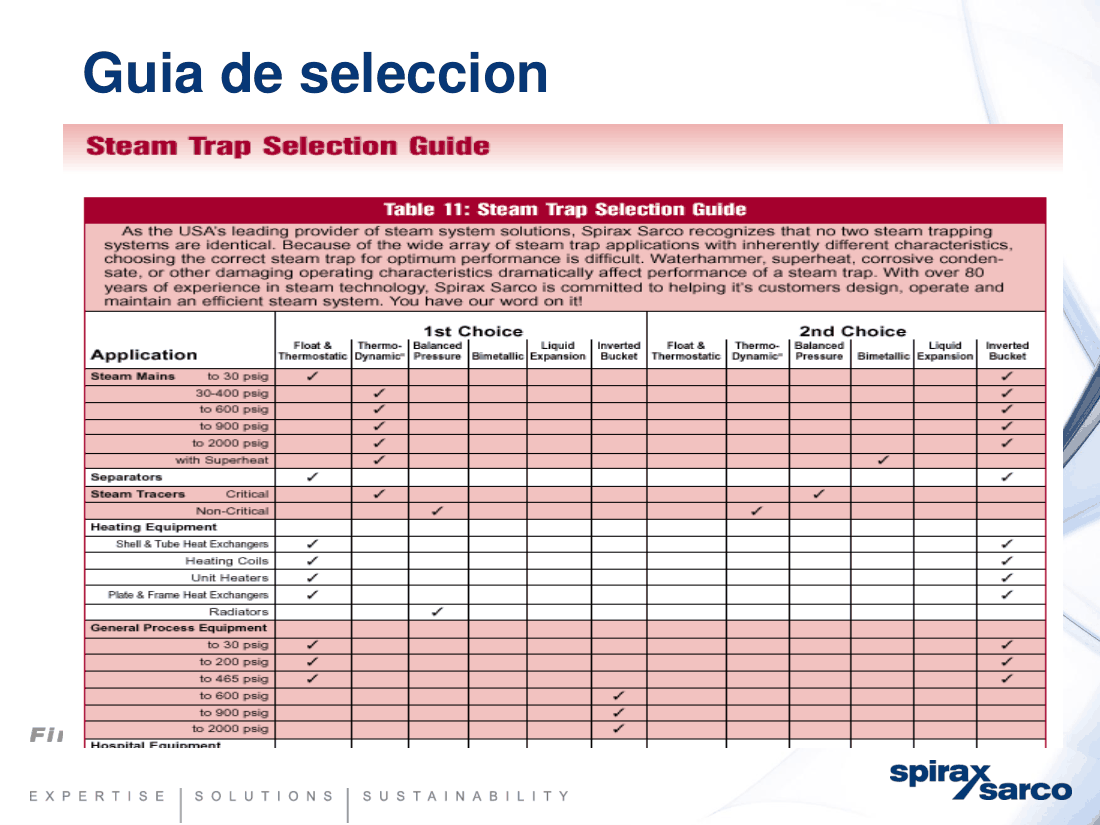 Guia de seleccion
Steam Trap Selection Guide
Table 11: Steam Trap Selection Guide
As the USA's leading provider of steam system solutions, Spirax Sarco recognizes that no two steam trapping
systems are identical. Because of the wide array of steam trap applications with inherently different characteristics,
choosing the correct steam trap for optimum performance is difficult. Waterhammer, superheat, corrosive conden-
sate, or other damaging operating characteristics dramatically affect performance of a steam trap. With over 80
years of experience in steam technology, Spirax Sarco is committed to helping it's customers design, operate and
maintain an efficient steam system. You have our word on it!
1st Choice 2nd Choice
Application
Float & Thermostatic Thermo-Dynamic® Balanced Pressure Bimetallic Liquid Expansion Inverted Bucket Float & Thermostatic Thermo-Dynamic® Balanced Pressure Bimetallic Liquid Expansion Inverted Bucket
Steam Mains to 30 psig ✓ ✓
30-400 psig ✓ ✓
to 600 psig ✓ ✓
to 900 psig ✓ ✓
to 2000 psig ✓ ✓
with Superheat ✓ ✓
Separators ✓ ✓
Steam Tracers Critical ✓ ✓
Non-Critical ✓ ✓
Heating Equipment
Shell & Tube Heat Exchangers ✓ ✓
Heating Coils ✓ ✓
Unit Heaters ✓ ✓
Plate & Frame Heat Exchangers ✓ ✓
Radiators ✓
General Process Equipment
to 30 psig ✓ ✓
to 200 psig ✓ ✓
to 465 psig ✓ ✓
to 600 psig ✓
to 900 psig ✓
to 2000 psig ✓
Hospital Equipment
EXPERTISE | SOLUTIONS | SUSTAINABILITY
spirax sarco